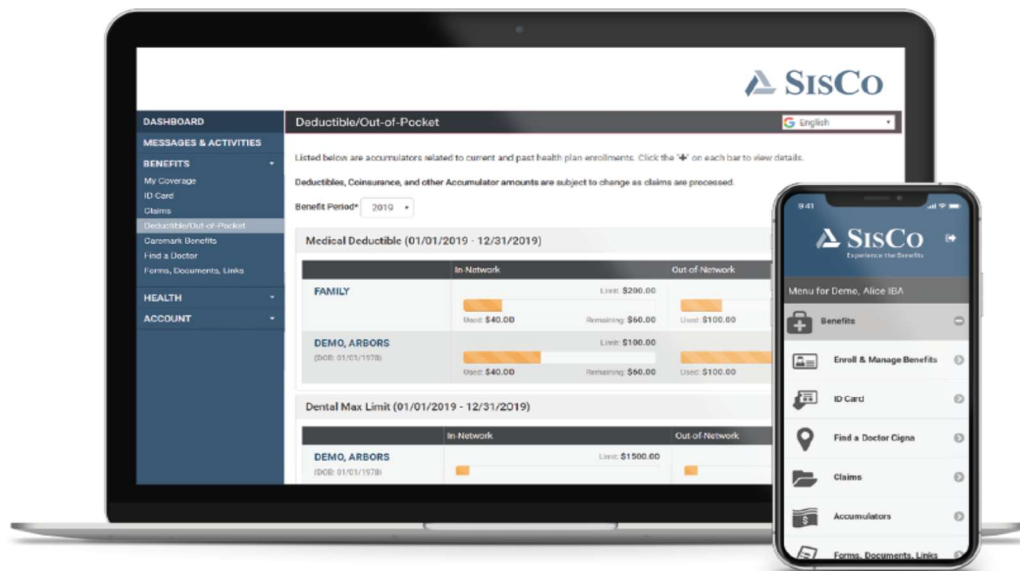 SISCO
DASHBOARD
MESSAGES & ACTIVITIES
BENEFITS
My Coverage
ID Card
Claims
Deductible/Out-of-Pocket
Caremark Benefits
Find a Doctor
Forms, Documents, Links
HEALTH
ACCOUNT
Deductible/Out-of-Pocket
G English
Listed below are accumulators related to current and past health plan enrollments. Click the '+' on each bar to view details.
Deductibles, Coinsurance, and other Accumulator amounts are subject to change as claims are processed.
Benefit Period* 2019
Medical Deductible (01/01/2019 - 12/31/2019)
In-Network Out-of-Network
FAMILY Limit: $200.00
Used: $40.00 Remaining: $60.00 Used: $100.00
DEMO, ARBORS Limit: $100.00
(DOB: 01/01/1978)
Used: $40.00 Remaining: $60.00 Used: $100.00
Dental Max Limit (01/01/2019 - 12/31/2019)
In-Network Out-of-Network
DEMO, ARBORS Limit: $1500.00
(DOB: 01/01/1978)
9:41
SISCO
Experience the Benefits
Menu for Demo, Alice IBA
Benefits
Enroll & Manage Benefits
ID Card
Find a Doctor Cigna
Claims
Accumulators
Forms, Documents, Links